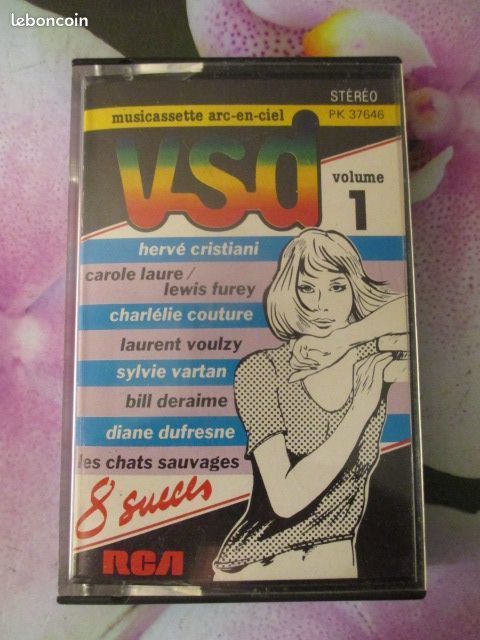 leboncoin
STÉRÉO
musicassette arc-en-ciel
PK 37646
vsd
volume
1
hervé cristiani
carole laure /
lewis furey
charlélie couture
laurent voulzy
sylvie vartan
bill deraime
diane dufresne
les chats sauvages
8 succes
RCA